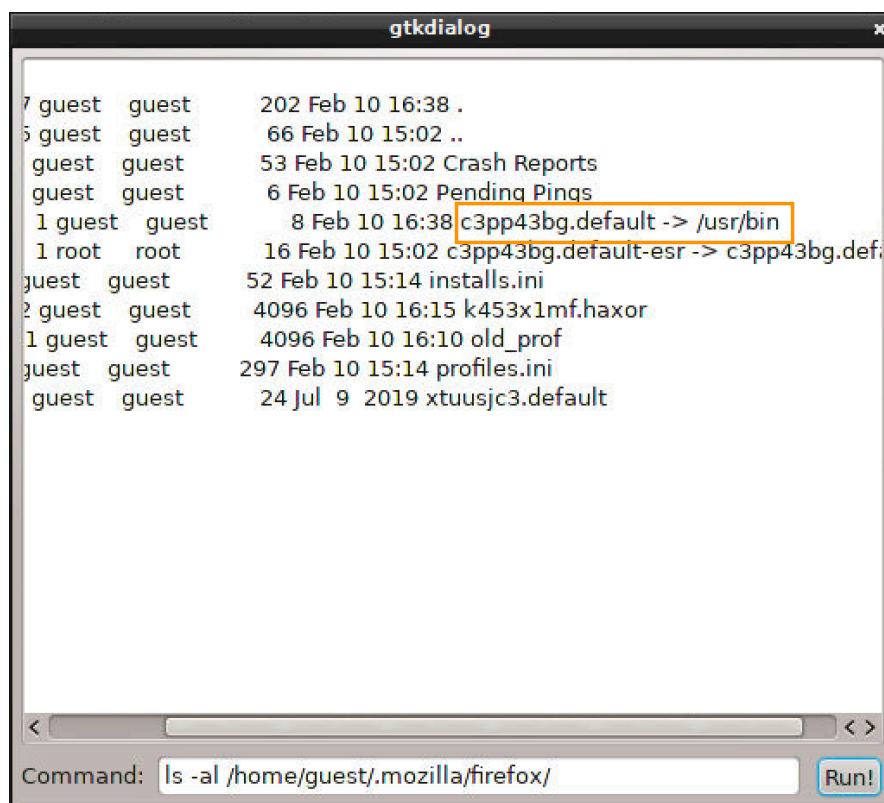 gtkdialog x
7 guest guest 202 Feb 10 16:38 .
guest guest 66 Feb 10 15:02 ..
guest guest 53 Feb 10 15:02 Crash Reports
guest guest 6 Feb 10 15:02 Pending Pings
1 guest guest 8 Feb 10 16:38 c3pp43bg.default -> /usr/bin
1 root root 16 Feb 10 15:02 c3pp43bg.default-esr -> c3pp43bg.defa
guest guest 52 Feb 10 15:14 installs.ini
2 guest guest 4096 Feb 10 16:15 k453x1mf.haxor
1 guest guest 4096 Feb 10 16:10 old_prof
guest guest 297 Feb 10 15:14 profiles.ini
guest guest 24 Jul 9 2019 xtuusjc3.default
Command: ls -al /home/guest/.mozilla/firefox/ Run!